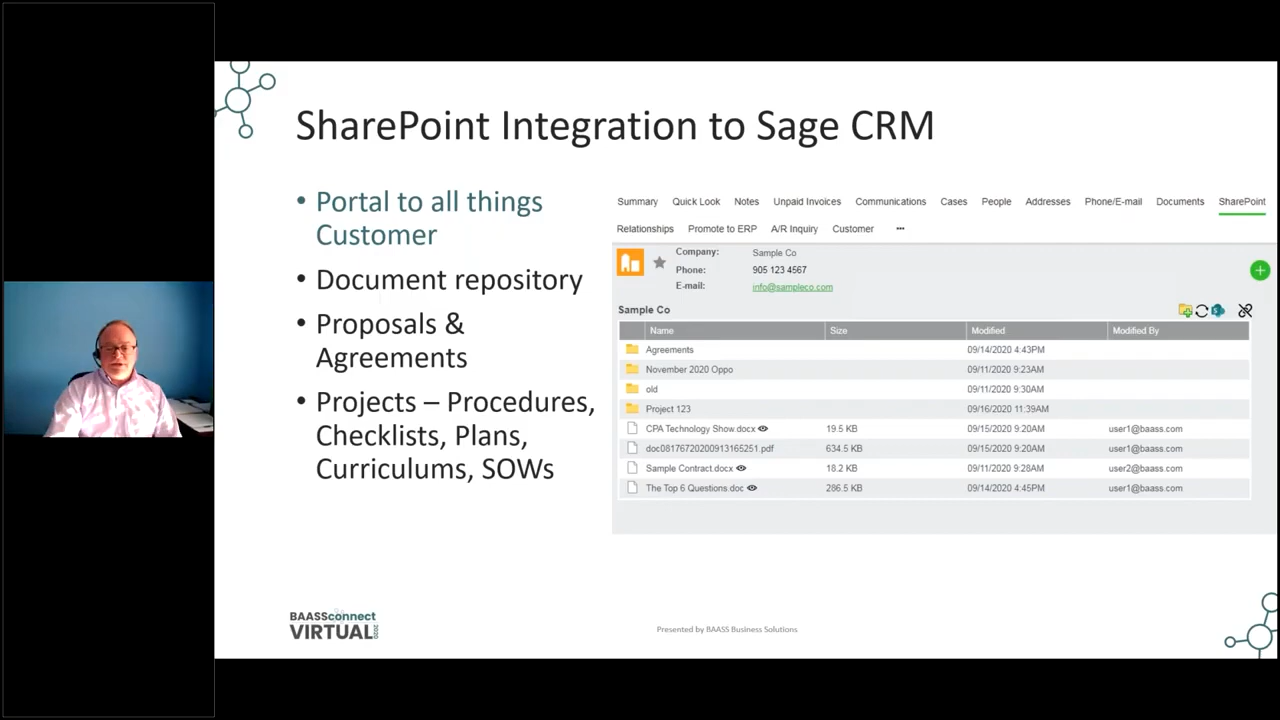 SharePoint Integration to Sage CRM
• Portal to all things
Customer
• Document repository
• Proposals &
Agreements
• Projects – Procedures,
Checklists, Plans,
Curriculums, SOWs
Summary Quick Look Notes Unpaid Invoices Communications Cases People Addresses Phone/E-mail Documents SharePoint
Relationships Promote to ERP A/R Inquiry Customer •••
Company: Sample Co
Phone: 905 123 4567
E-mail: info@sampleco.com
Sample Co
Name Size Modified Modified By
Agreements 09/14/2020 4:43PM
November 2020 Oppo 09/11/2020 9:23AM
old 09/11/2020 9:30AM
Project 123 09/16/2020 11:39AM
CPA Technology Show.docx 19.5 KB 09/15/2020 9:20AM user1@baass.com
doc08176720200913165251.pdf 634.5 KB 09/15/2020 9:20AM user1@baass.com
Sample Contract.docx 18.2 KB 09/11/2020 9:28AM user2@baass.com
The Top 6 Questions.doc 286.5 KB 09/14/2020 4:45PM user1@baass.com
BAASSconnect
VIRTUAL 2020
Presented by BAASS Business Solutions